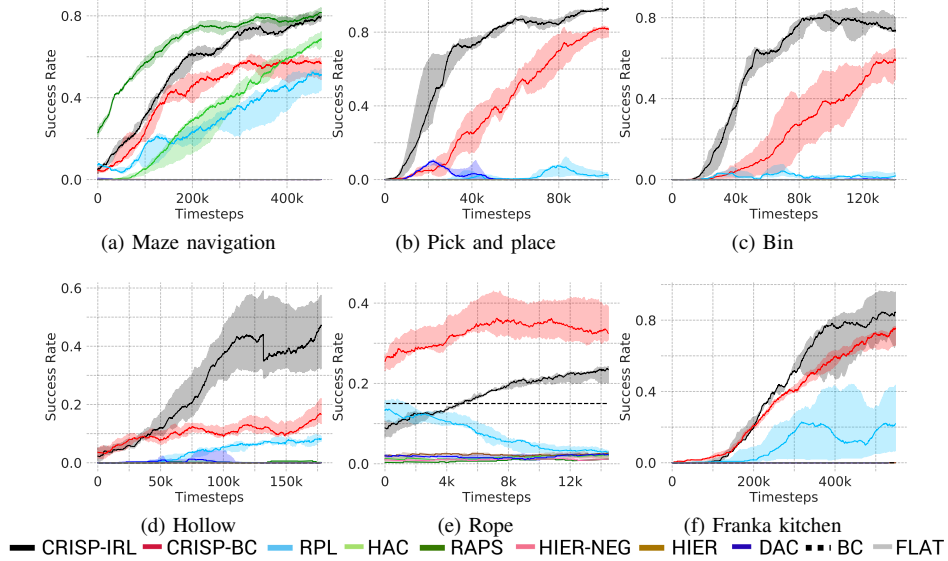 0.8
0.4
0.0
Success Rate
0
200k
400k
Timesteps
(a) Maze navigation
0.8
0.4
0.0
Success Rate
0
40k
80k
Timesteps
(b) Pick and place
0.8
0.4
0.0
Success Rate
0
40k
80k
120k
Timesteps
(c) Bin
0.6
0.4
0.2
0.0
Success Rate
0
50k
100k
150k
Timesteps
(d) Hollow
0.4
0.2
0.0
Success Rate
0
4k
8k
12k
Timesteps
(e) Rope
0.8
0.4
0.0
Success Rate
0
200k
400k
Timesteps
(f) Franka kitchen
CRISP-IRL CRISP-BC RPL HAC RAPS HIER-NEG HIER DAC BC FLAT